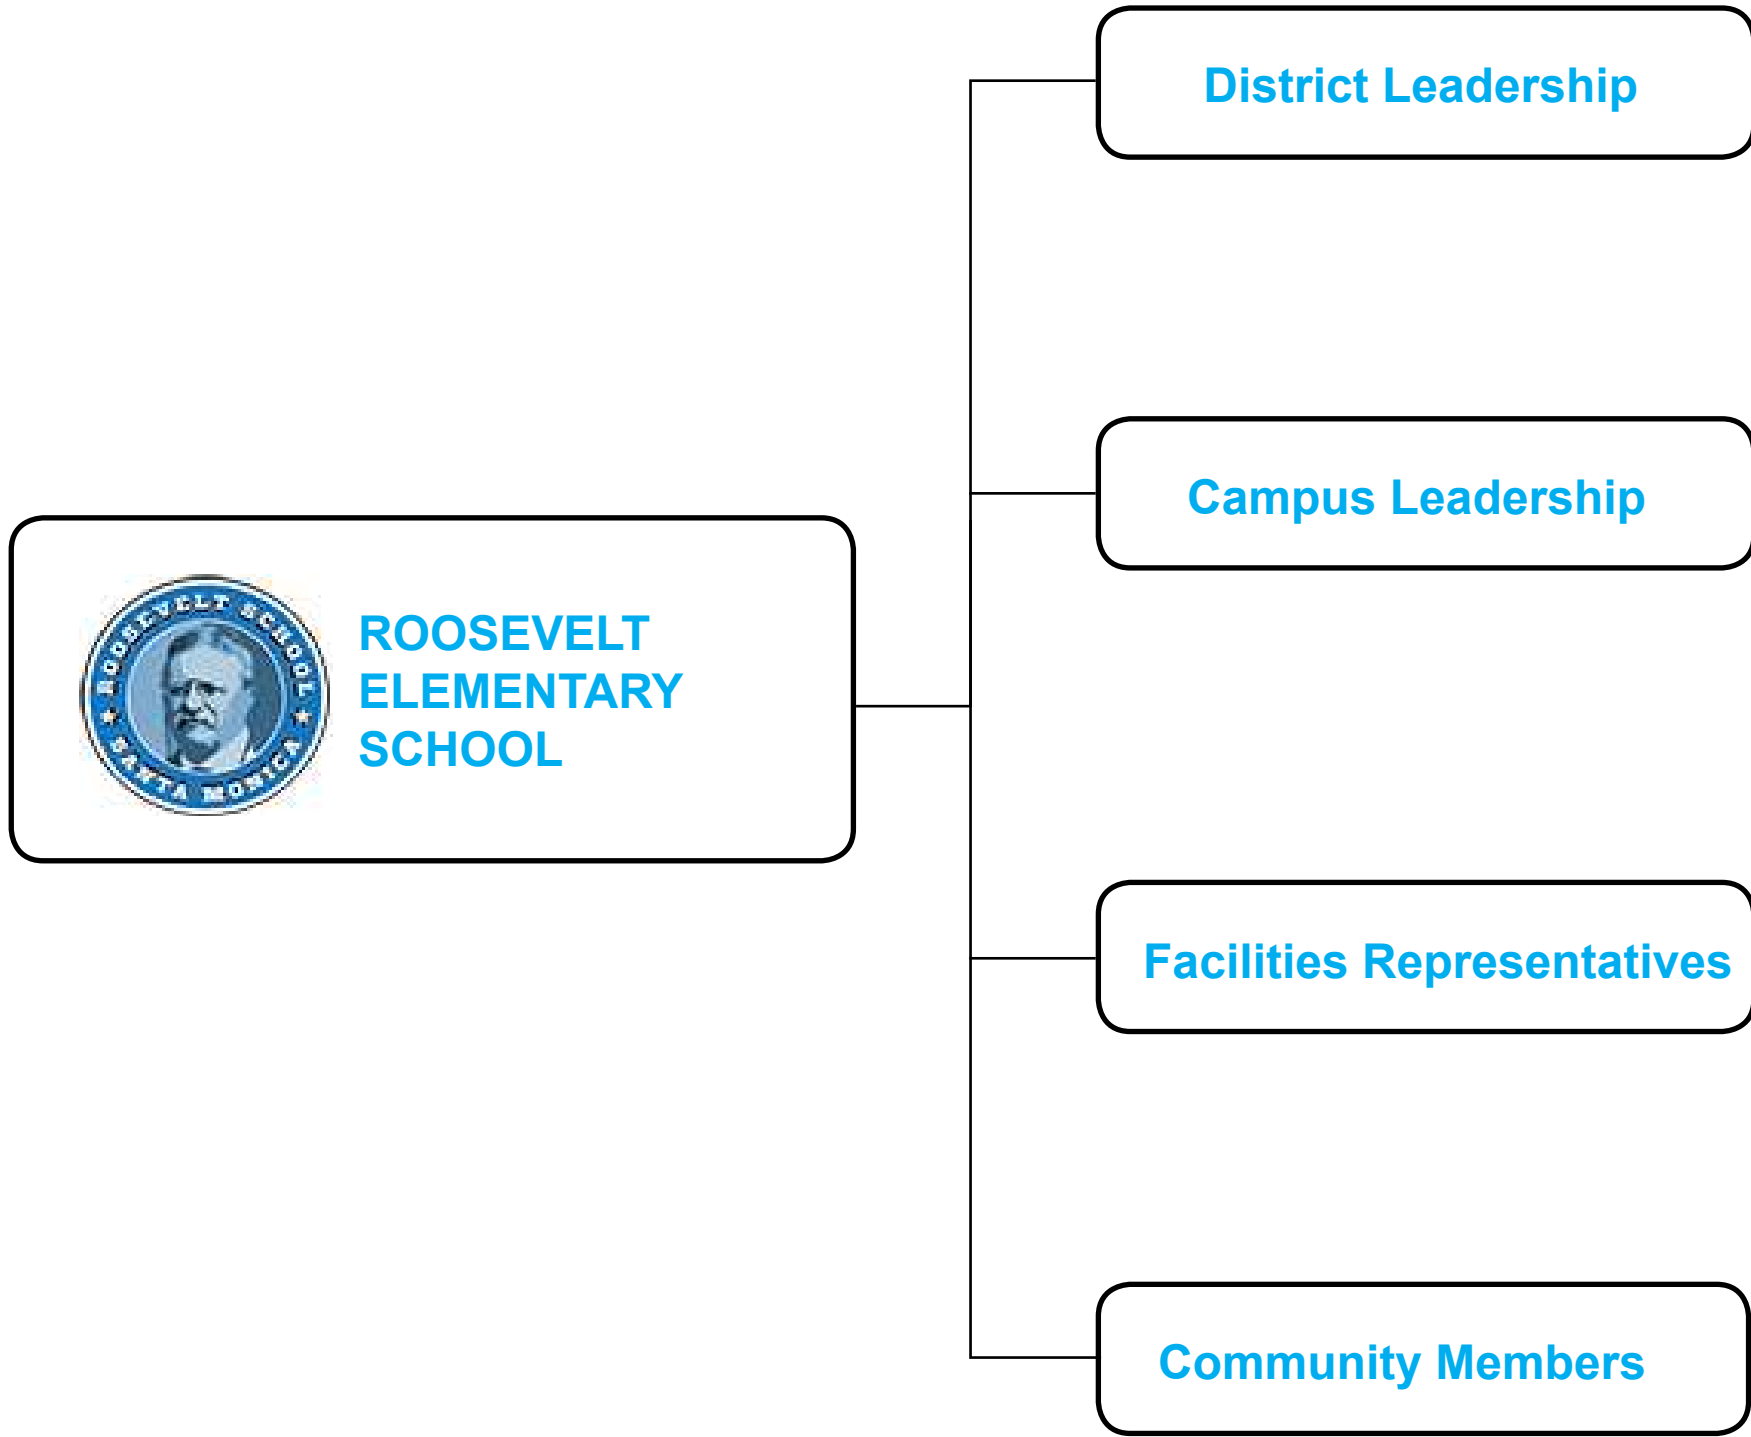 District Leadership
Campus Leadership
ROOSEVELT SCHOOL
SANTA MONICA
ROOSEVELT
ELEMENTARY
SCHOOL
Facilities Representatives
Community Members